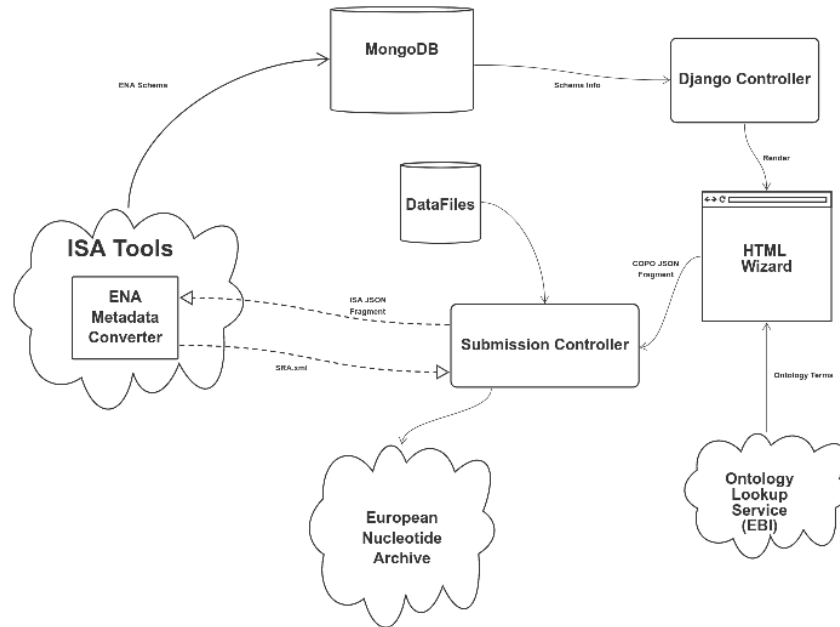 MongoDB
Django Controller
ENA Schema
Schema Info
Render
DataFiles
ISA Tools
ENA
Metadata
Converter
ISA JSON
Fragment
SRA.xml
COPO JSON
Fragment
HTML
Wizard
Submission Controller
Ontology Terms
European
Nucleotide
Archive
Ontology
Lookup
Service
(EBI)